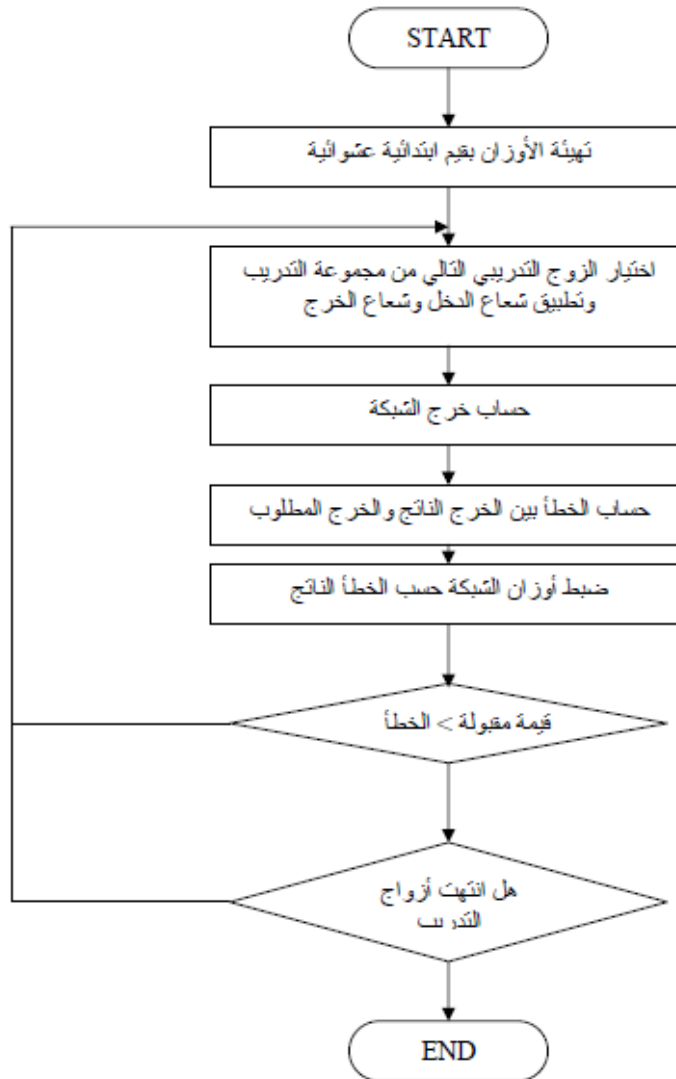 START
تهيئة الأوزان بقيم ابتدائية عشوائية
اختيار الزوج التدريبي التالي من مجموعة التدريب
وتطبيق شعاع الدخل وشعاع الخرج
حساب خرج الشبكة
حساب الخطأ بين الخرج الناتج والخرج المطلوب
ضبط أوزان الشبكة حسب الخطأ الناتج
قيمة مقبولة > الخطأ
هل انتهت أزواج
التدريب
END